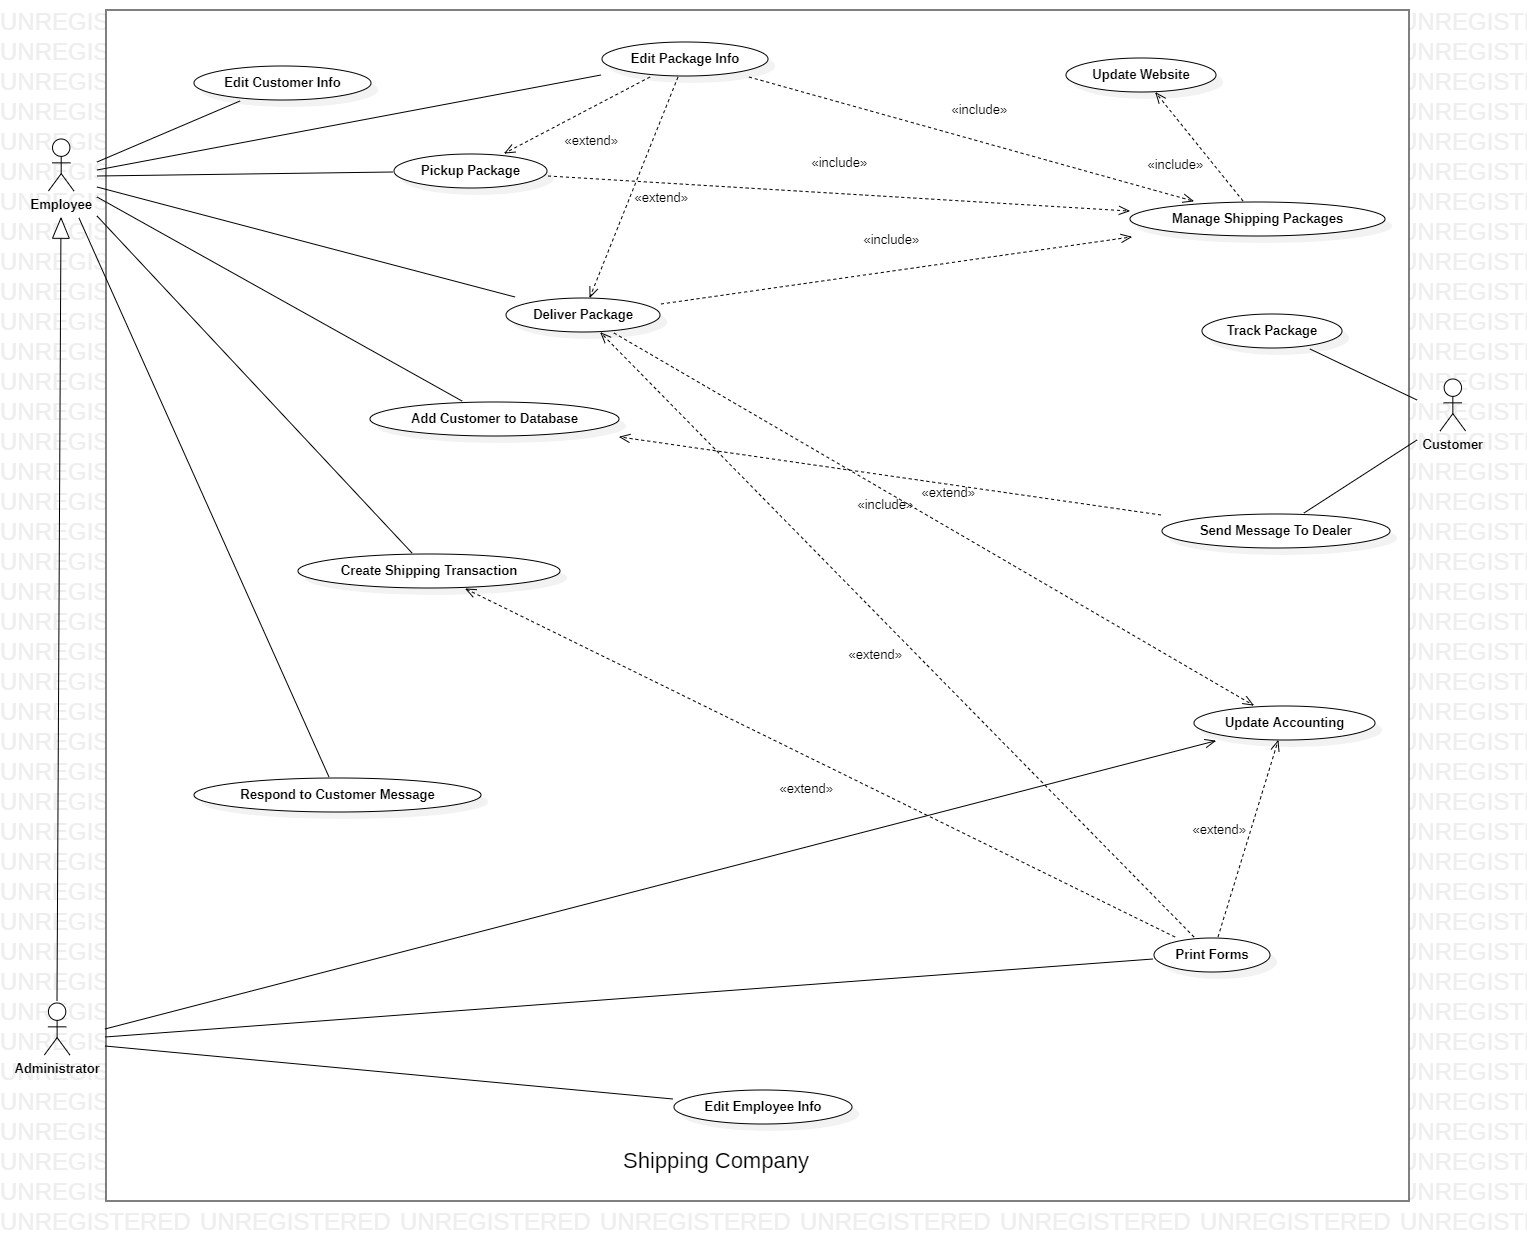 Edit Package Info
Update Website
Edit Customer Info
«include»
«extend»
«include»
«include»
Pickup Package
«extend»
Employee
Manage Shipping Packages
«include»
Deliver Package
Track Package
Add Customer to Database
Customer
«extend»
«include»
Send Message To Dealer
Create Shipping Transaction
«extend»
Update Accounting
«extend»
Respond to Customer Message
«extend»
Print Forms
Administrator
Edit Employee Info
Shipping Company
UNREGISTERED UNREGISTERED UNREGISTERED UNREGISTERED UNREGISTERED UNREGISTERED UNREGISTERED UNREGISTE